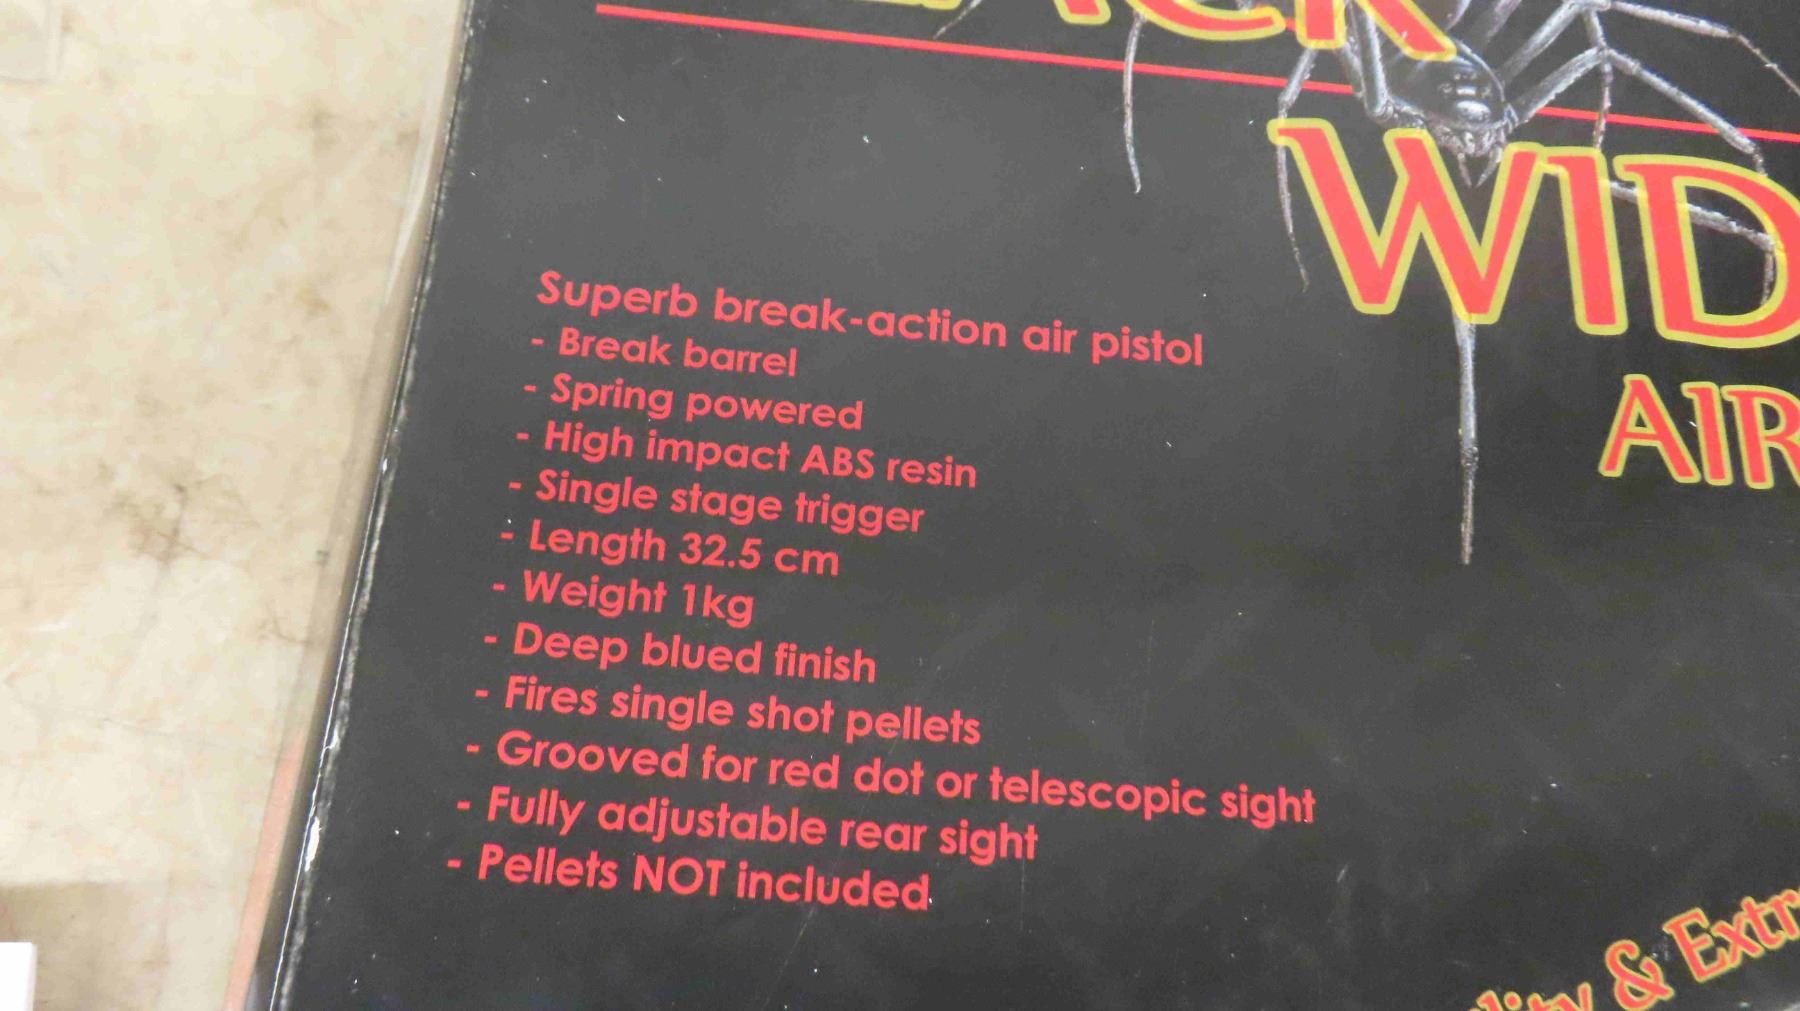 WID
AIR
Superb break-action air pistol
- Break barrel
- Spring powered
- High impact ABS resin
- Single stage trigger
- Length 32.5 cm
- Weight 1kg
- Deep blued finish
- Fires single shot pellets
- Grooved for red dot or telescopic sight
- Fully adjustable rear sight
- Pellets NOT included
& Extr